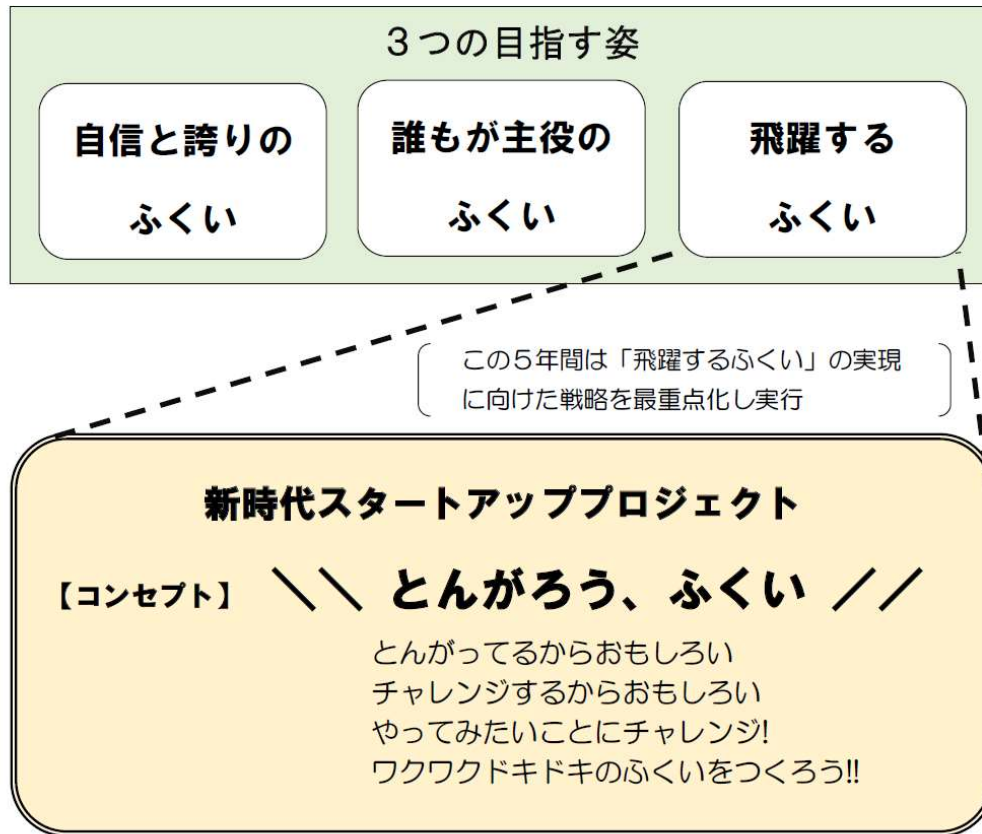 ３つの目指す姿
自信と誇りの
ふくい
誰もが主役の
ふくい
飛躍する
ふくい
この５年間は「飛躍するふくい」の実現
に向けた戦略を最重点化し実行
新時代スタートアッププロジェクト
【コンセプト】 ＼＼ とんがろう、ふくい ／／
とんがってるからおもしろい
チャレンジするからおもしろい
やってみたいことにチャレンジ!
ワクワクドキドキのふくいをつくろう!!